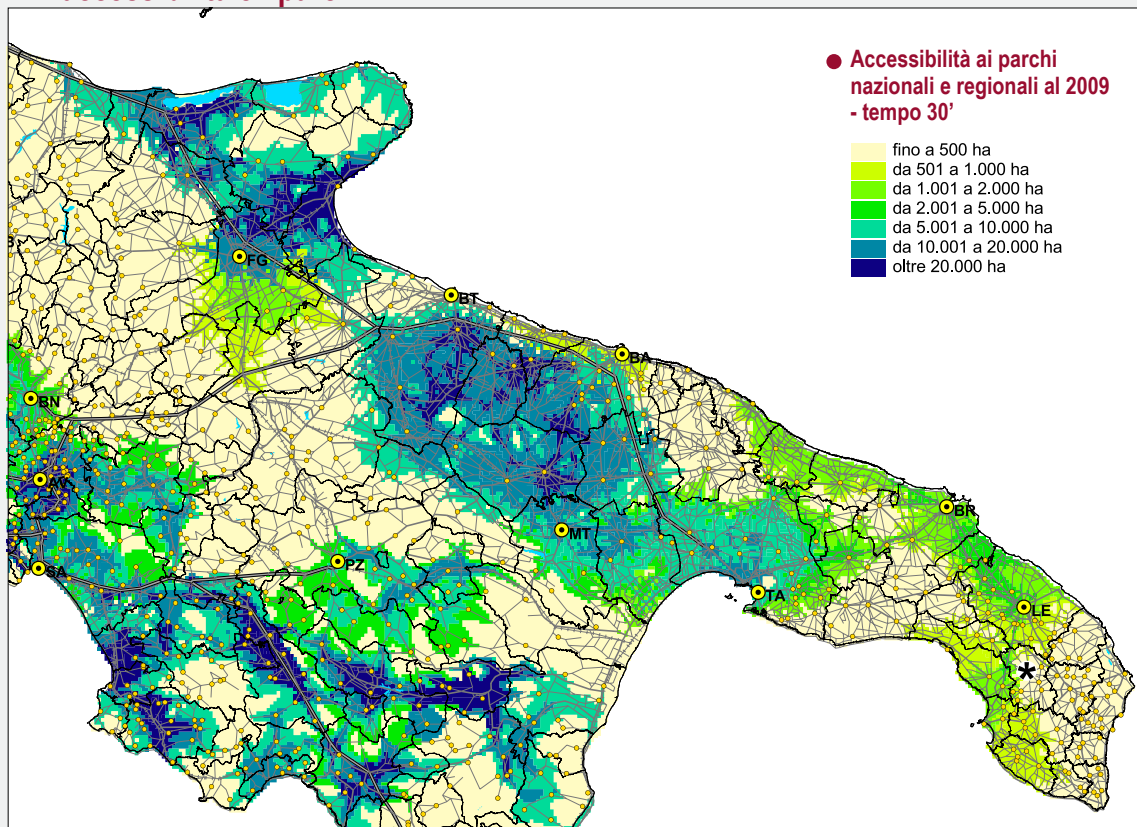 ● Accessibilità ai parchi
nazionali e regionali al 2009
- tempo 30’
fino a 500 ha
da 501 a 1.000 ha
da 1.001 a 2.000 ha
da 2.001 a 5.000 ha
da 5.001 a 10.000 ha
da 10.001 a 20.000 ha
oltre 20.000 ha
FG
BT
BA
BN
AV
MT
BR
PZ
SA
TA
LE
*